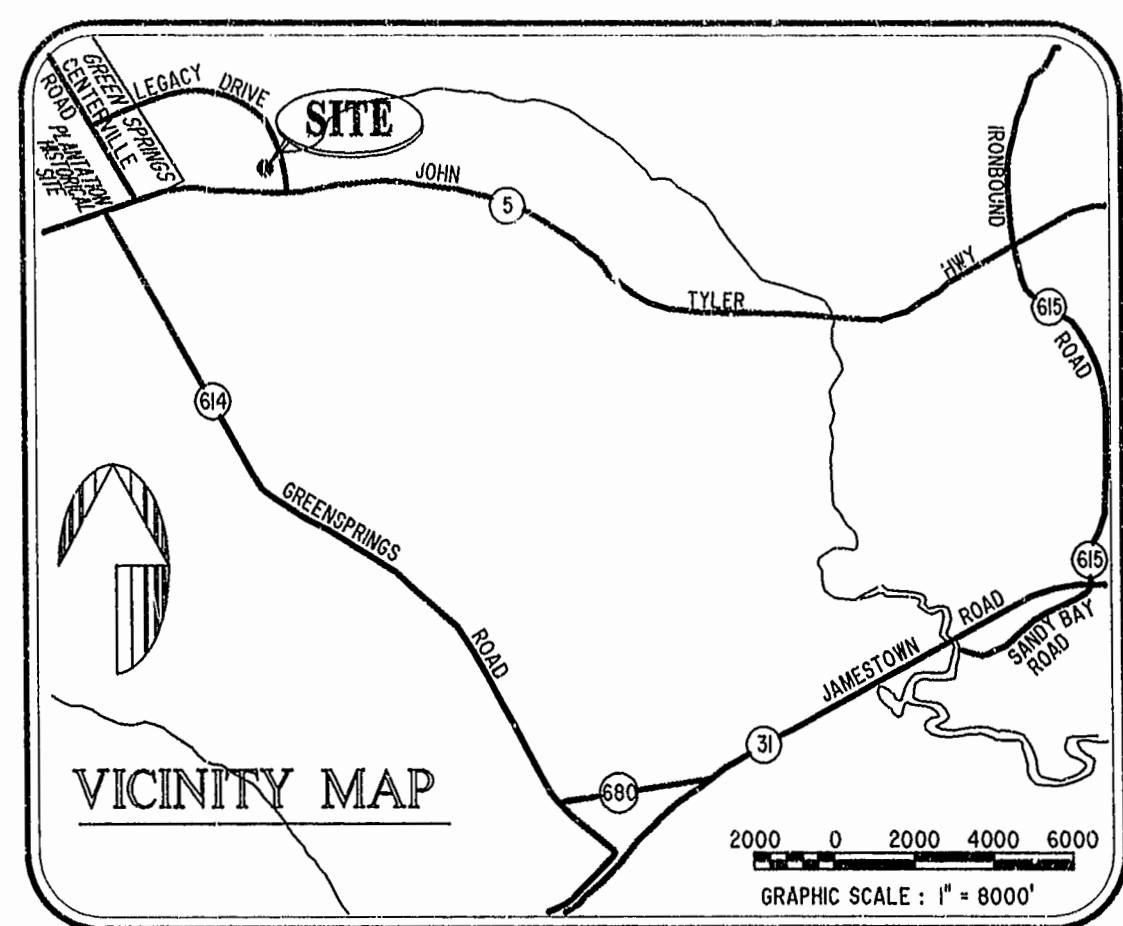 GREEN SPRINGS
CENTERVILLE
ROAD
PLANTATION
HISTORICAL
SITE
LEGACY DRIVE
SITE
JOHN
5
TYLER
HWY
IRONBOUND
615
ROAD
614
GREENSPRINGS
ROAD
615
ROAD
JAMESTOWN
SANDY BAY
ROAD
31
680
VICINITY MAP
2000 0 2000 4000 6000
GRAPHIC SCALE : 1" = 8000'